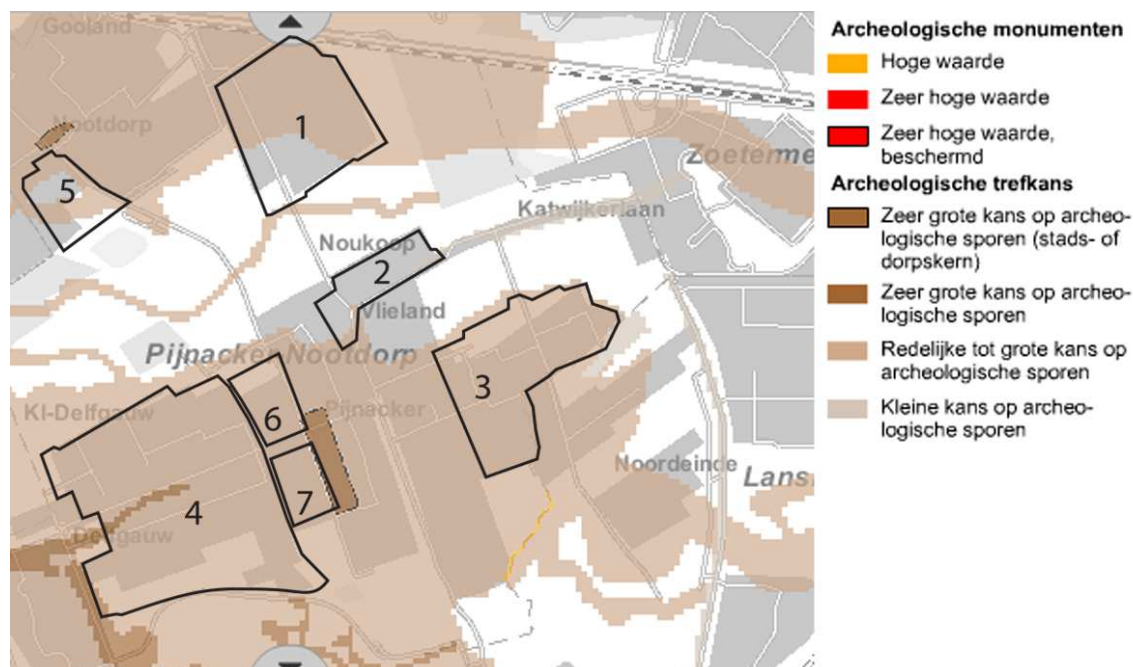 Gooland
Nootdorp
1
5
Zoeterme
Katwijkerlaan
Noukoop
2
Vlieland
Pijnacker-Nootdorp
3
Kl-Delfgauw
6
Pijnacker
Noordeinde
Lans
7
4
Delfgauw
Archeologische monumenten
Hoge waarde
Zeer hoge waarde
Zeer hoge waarde,
beschermd
Archeologische trefkans
Zeer grote kans op archeo-
logische sporen (stads- of
dorpskern)
Zeer grote kans op archeo-
logische sporen
Redelijke tot grote kans op
archeologische sporen
Kleine kans op archeo-
logische sporen